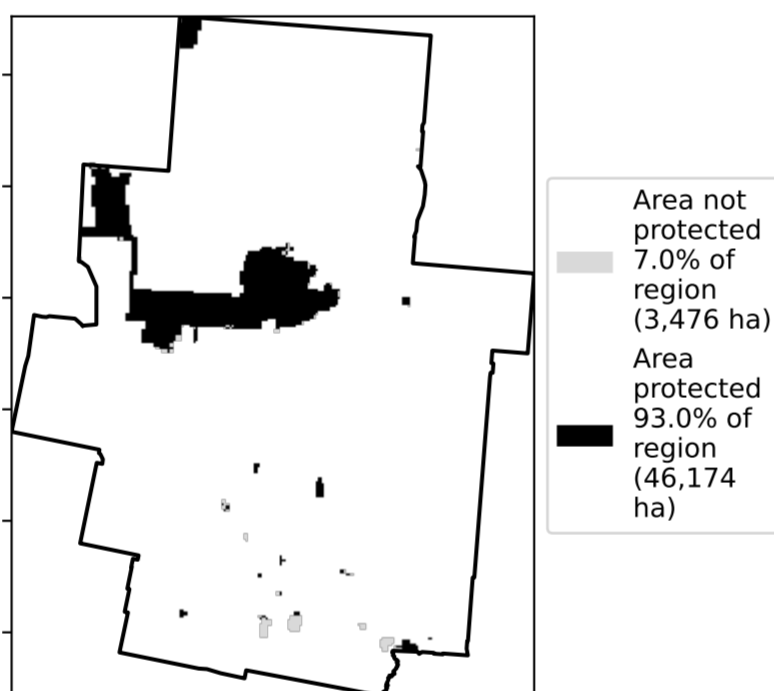 Area not
protected
7.0% of
region
(3,476 ha)
Area
protected
93.0% of
region
(46,174
ha)